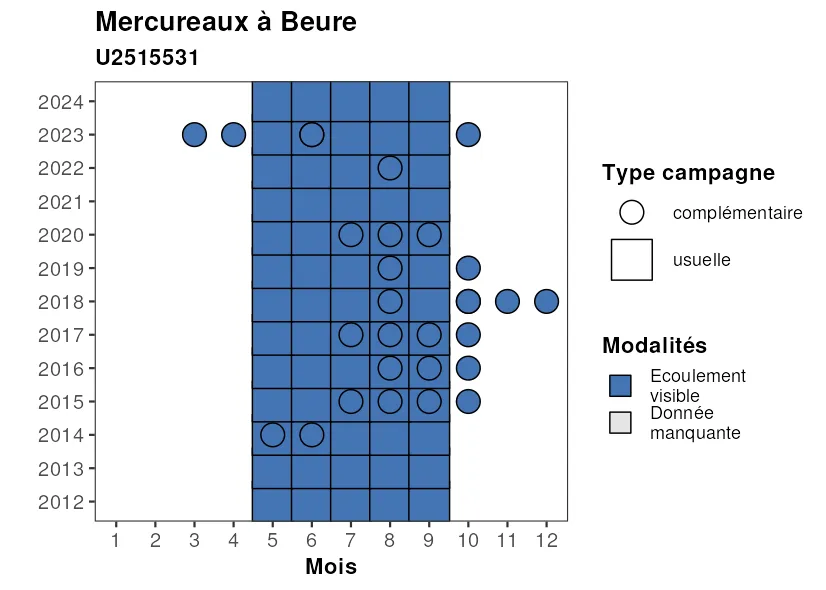 Mercureaux à Beure
U2515531
2024
2023
2022
2021
2020
2019
2018
2017
2016
2015
2014
2013
2012
1 2 3 4 5 6 7 8 9 10 11 12
Mois
Type campagne
complémentaire
usuelle
Modalités
Ecoulement
visible
Donnée
manquante